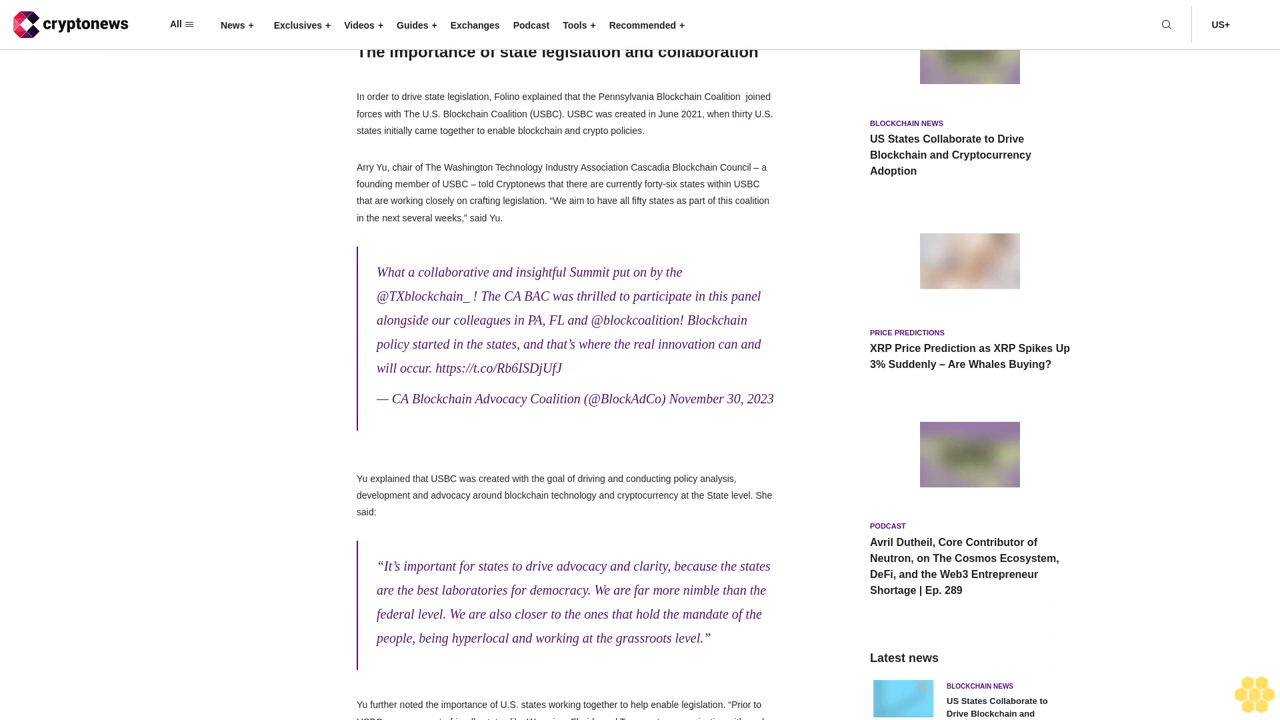 cryptonews
All
News +
Exclusives +
Videos +
Guides +
Exchanges
Podcast
Tools +
Recommended +
US+
The importance of state legislation and collaboration
In order to drive state legislation, Folino explained that the Pennsylvania Blockchain Coalition  joined
forces with The U.S. Blockchain Coalition (USBC). USBC was created in June 2021, when thirty U.S.
states initially came together to enable blockchain and crypto policies.
Arry Yu, chair of The Washington Technology Industry Association Cascadia Blockchain Council – a
founding member of USBC – told Cryptonews that there are currently forty-six states within USBC
that are working closely on crafting legislation. “We aim to have all fifty states as part of this coalition
in the next several weeks,” said Yu.
What a collaborative and insightful Summit put on by the
@TXblockchain_ ! The CA BAC was thrilled to participate in this panel
alongside our colleagues in PA, FL and @blockcoalition! Blockchain
policy started in the states, and that’s where the real innovation can and
will occur. https://t.co/Rb6ISDjUfJ
— CA Blockchain Advocacy Coalition (@BlockAdCo) November 30, 2023
Yu explained that USBC was created with the goal of driving and conducting policy analysis,
development and advocacy around blockchain technology and cryptocurrency at the State level. She
said:
“It’s important for states to drive advocacy and clarity, because the states
are the best laboratories for democracy. We are far more nimble than the
federal level. We are also closer to the ones that hold the mandate of the
people, being hyperlocal and working at the grassroots level.”
Yu further noted the importance of U.S. states working together to help enable legislation. “Prior to
BLOCKCHAIN NEWS
US States Collaborate to Drive
Blockchain and Cryptocurrency
Adoption
PRICE PREDICTIONS
XRP Price Prediction as XRP Spikes Up
3% Suddenly – Are Whales Buying?
PODCAST
Avril Dutheil, Core Contributor of
Neutron, on The Cosmos Ecosystem,
DeFi, and the Web3 Entrepreneur
Shortage | Ep. 289
Latest news
BLOCKCHAIN NEWS
US States Collaborate to
Drive Blockchain and